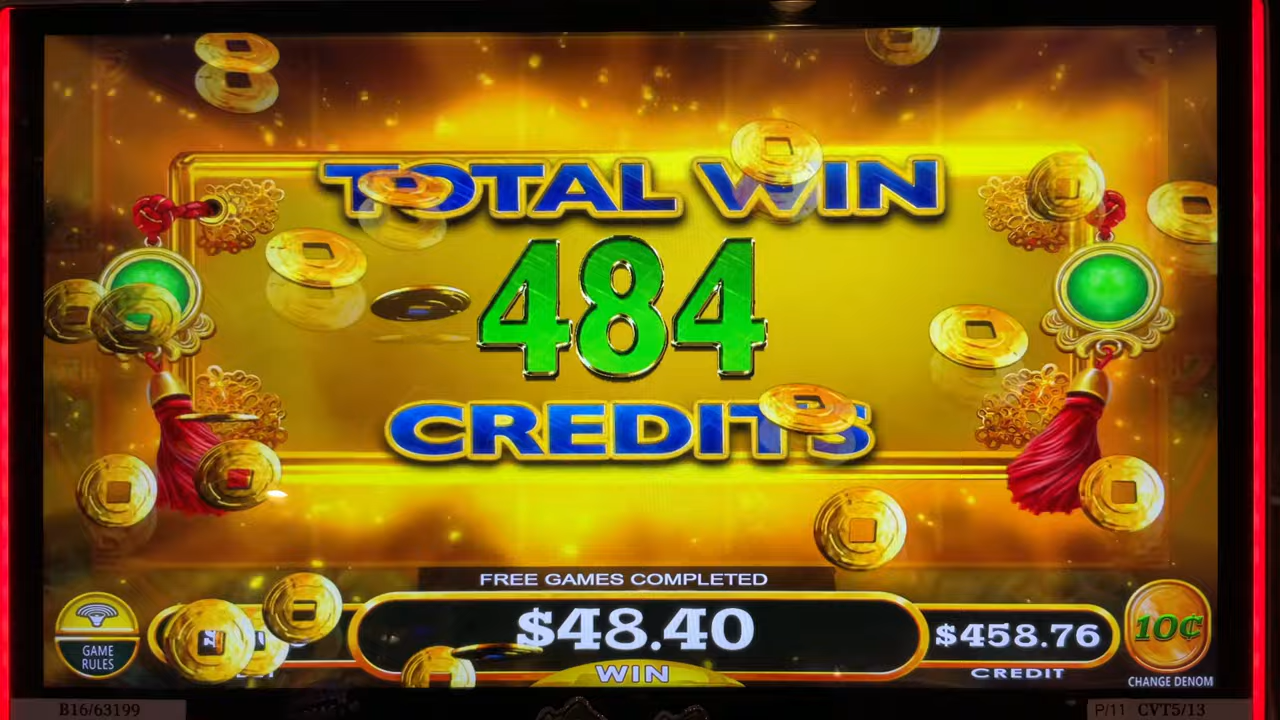 TOTAL WIN
484
CREDITS
FREE GAMES COMPLETED
$48.40
WIN
$458.76
CREDIT
10¢
CHANGE DENOM
GAME
RULES
B16/63199
P/11 CVT5/13